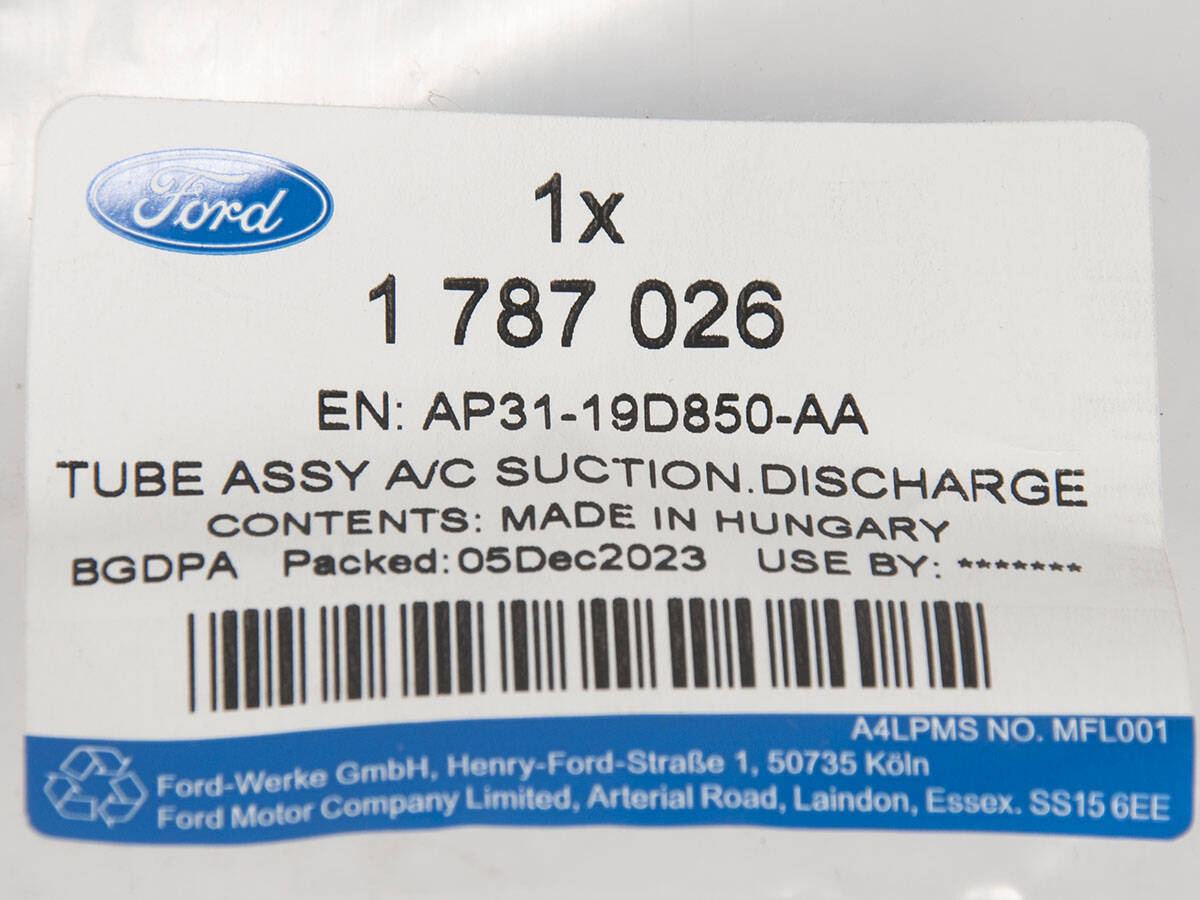 Ford
1x
1 787 026
EN: AP31-19D850-AA
TUBE ASSY A/C SUCTION.DISCHARGE
CONTENTS: MADE IN HUNGARY
BGDPA Packed:05Dec2023 USE BY: *******
A4LPMS NO. MFL001
Ford-Werke GmbH, Henry-Ford-Straße 1, 50735 Köln
Ford Motor Company Limited, Arterial Road, Laindon, Essex. SS15 6EE